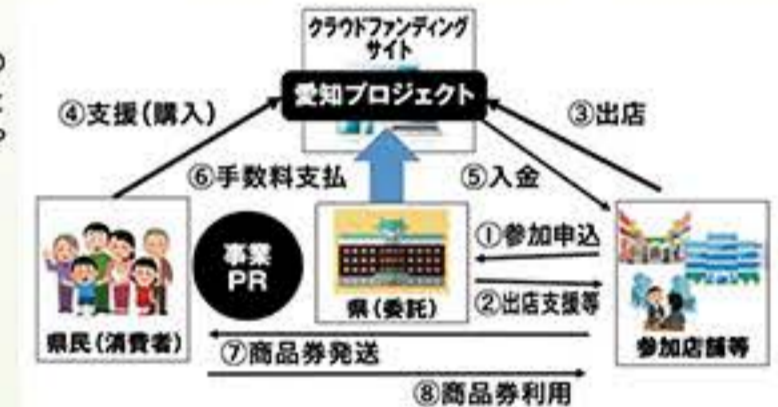 クラウドファンディング
サイト
愛知プロジェクト
④支援(購入)
③出店
⑥手数料支払
⑤入金
①参加申込
事業
PR
県(委託)
②出店支援等
県民(消費者)
参加店舗等
⑦商品券発送
⑧商品券利用